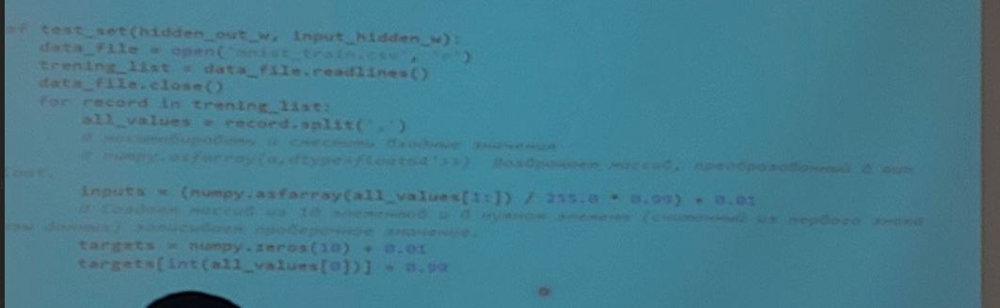 ef test_set(hidden_out_w, input_hidden_w):
data_file = open('mnist_train.csv', 'r')
trening_list = data_file.readlines()
data_file.close()
for record in trening_list:
all_values = record.split(',')
# масштабировать и сместить входные значения
# numpy.asfarray(a,dtype=float64'>>) Возвращает массив, преобразованный в тип
float.
inputs = (numpy.asfarray(all_values[1:]) / 255.0 * 0.99) + 0.01
# Создаем массив из 10 элементов и в нужный элемент (считанный из первого знака
данных) записываем проверочное значение.
targets = numpy.zeros(10) + 0.01
targets[int(all_values[0])] = 0.99